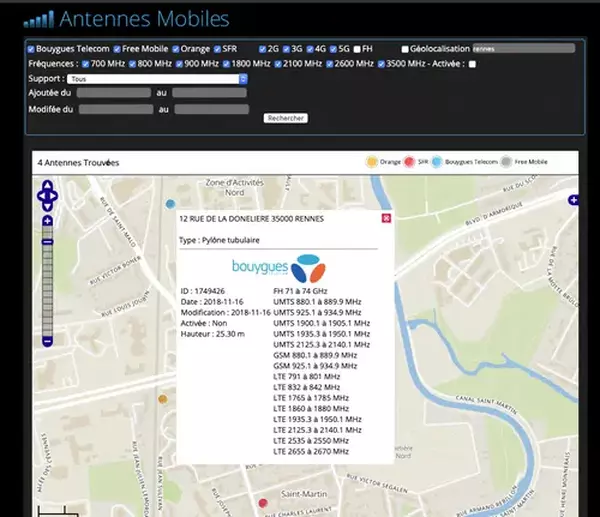 Antennes Mobiles
Bouygues Telecom Free Mobile Orange SFR 2G 3G 4G 5G FH Géolocalisation rennes
Fréquences : 700 MHz 800 MHz 900 MHz 1800 MHz 2100 MHz 2600 MHz 3500 MHz - Activée :
Support : Tous
Ajoutée du au
Modifée du au
Rechercher
4 Antennes Trouvées
Orange SFR Bouygues Telecom Free Mobile
Zone d'Activités
Nord
RUE DE SAINT-MALO
RUE VICTOR BOHER
RUE LOUIS JOUBIN
BLVD. D'ARMORIQUE
12 RUE DE LA DONELIERE 35000 RENNES
Type : Pylône tubulaire
bouygues
ID : 1749426
Date : 2018-11-16
Modification : 2018-11-16
Activée : Non
Hauteur : 25.30 m
FH 71 à 74 GHz
UMTS 880.1 à 889.9 MHz
UMTS 925.1 à 934.9 MHz
UMTS 1900.1 à 1905.1 MHz
UMTS 1935.3 à 1950.1 MHz
UMTS 2125.3 à 2140.1 MHz
GSM 880.1 à 889.9 MHz
GSM 925.1 à 934.9 MHz
LTE 791 à 801 MHz
LTE 832 à 842 MHz
LTE 1765 à 1785 MHz
LTE 1860 à 1880 MHz
LTE 1935.3 à 1950.1 MHz
LTE 2125.3 à 2140.1 MHz
LTE 2535 à 2550 MHz
LTE 2655 à 2670 MHz
CANAL SAINT-MARTIN
Nord
RUE VICTOR SÉGALEN
Saint-Martin
RUE CHARLES LAURENT
RUE ARMAND REBILLON